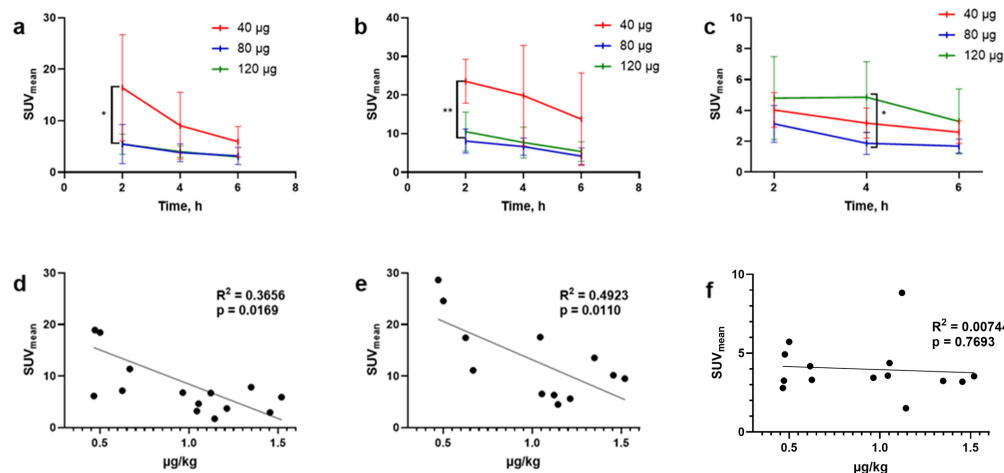 a
30
20
10
0
0
2
4
6
8
SUVmean
Time, h
40 µg
80 µg
120 µg
*
b
40
30
20
10
0
0
2
4
6
8
SUVmean
Time, h
40 µg
80 µg
120 µg
**
c
10
8
6
4
2
0
2
4
6
SUVmean
Time, h
40 µg
80 µg
120 µg
*
d
30
20
10
0
0.5
1.0
1.5
SUVmean
µg/kg
R² = 0.3656
p = 0.0169
e
30
20
10
0
0.5
1.0
1.5
SUVmean
µg/kg
R² = 0.4923
p = 0.0110
f
10
5
0
0.5
1.0
1.5
SUVmean
µg/kg
R² = 0.00744
p = 0.7693